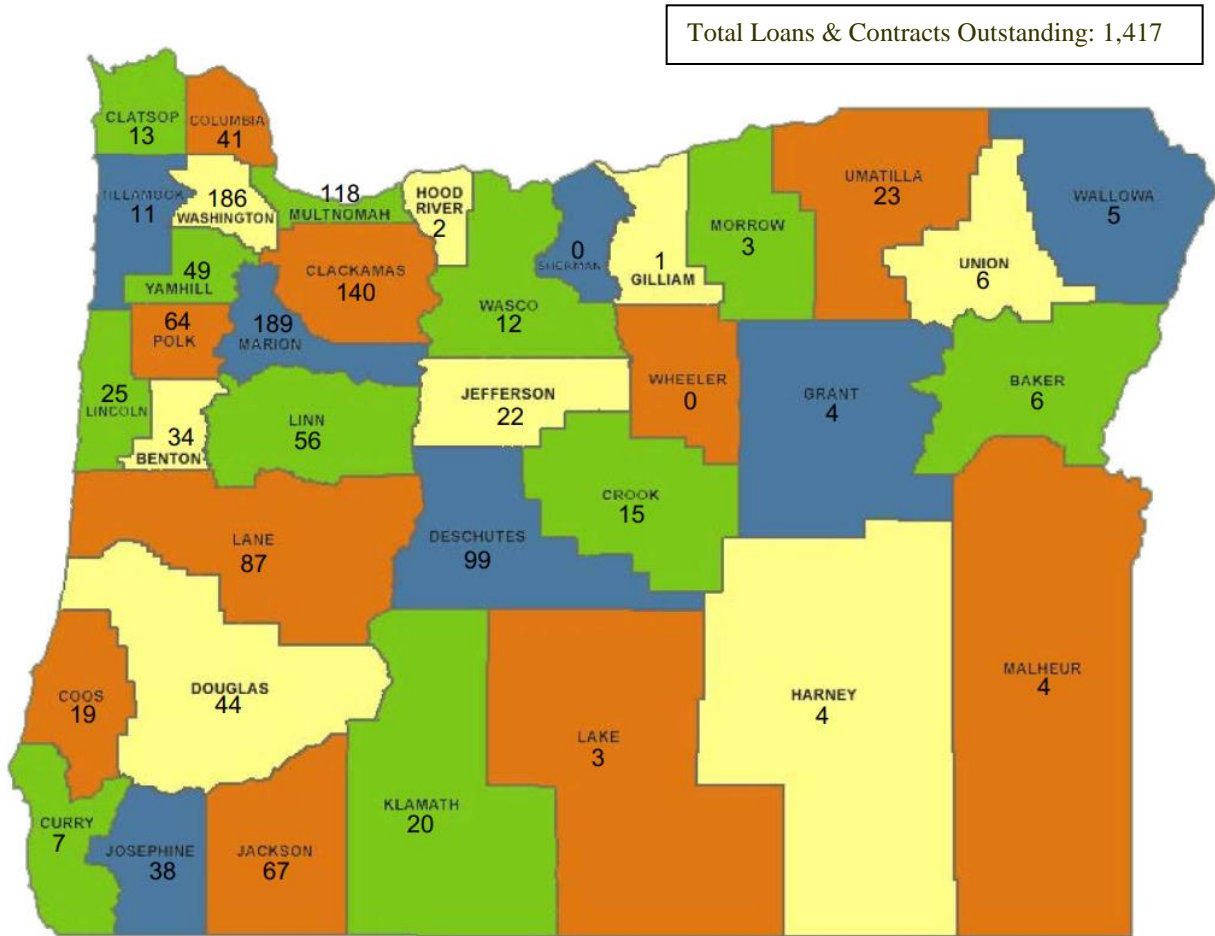 Total Loans & Contracts Outstanding: 1,417
CLATSOP
13
COLUMBIA
41
TILLAMOOK
11
186
WASHINGTON
118
MULTNOMAH
HOOD
RIVER
2
0
SHERMAN
1
GILLIAM
MORROW
3
UMATILLA
23
UNION
6
WALLOWA
5
49
YAMHILL
CLACKAMAS
140
WASCO
12
64
POLK
189
MARION
25
LINCOLN
34
BENTON
LINN
56
JEFFERSON
22
WHEELER
0
GRANT
4
BAKER
6
LANE
87
DESCHUTES
99
CROOK
15
COOS
19
DOUGLAS
44
LAKE
3
HARNEY
4
MALHEUR
4
CURRY
7
JOSEPHINE
38
JACKSON
67
KLAMATH
20